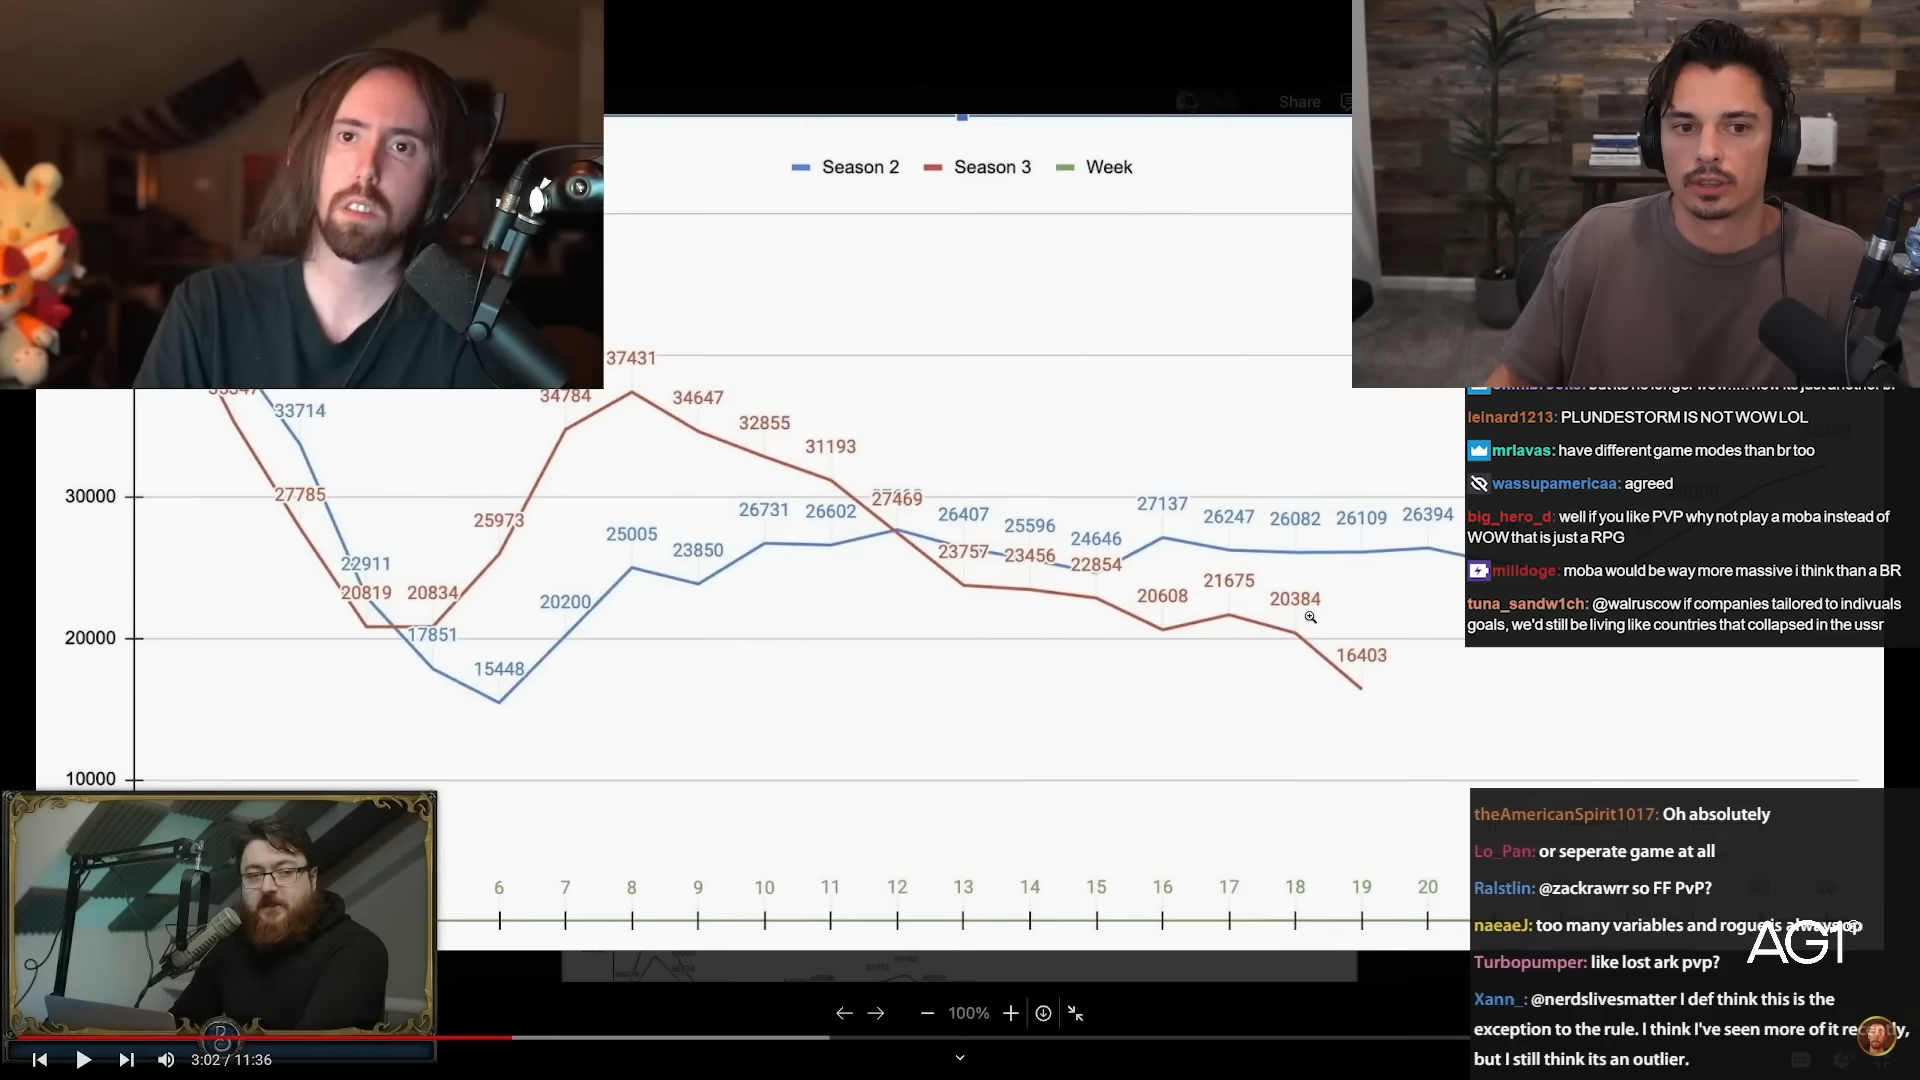 Share
Season 2 Season 3 Week
37431
33714
34784
34647
32855
31193
30000
27785
25973
26731
26602
27469
26407
25596
24646
27137
26247
26082
26109
26394
25005
23850
23757
23456
22854
22911
20819
20834
20200
20608
21675
20384
20000
17851
15448
16403
10000
6 7 8 9 10 11 12 13 14 15 16 17 18 19 20
leinard1213: PLUNDESTORM IS NOT WOW LOL
mrlavas: have different game modes than br too
wassupamericaa: agreed
big_hero_d: well if you like PVP why not play a moba instead of
WOW that is just a RPG
milldoge: moba would be way more massive i think than a BR
tuna_sandw1ch: @walruscow if companies tailored to indivuals
goals, we'd still be living like countries that collapsed in the ussr
theAmericanSpirit1017: Oh absolutely
Lo_Pan: or seperate game at all
Ralstlin: @zackrawrr so FF PvP?
naeaeJ: too many variables and rogue is always op
AG1
Turbopumper: like lost ark pvp?
Xann_: @nerdslivesmatter I def think this is the
exception to the rule. I think I've seen more of it recently,
but I still think its an outlier.
100%
3:02 / 11:36